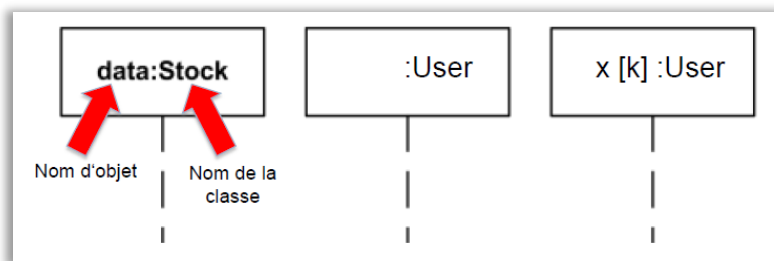 data:Stock
:User
x [k] :User
Nom d'objet
Nom de la
classe